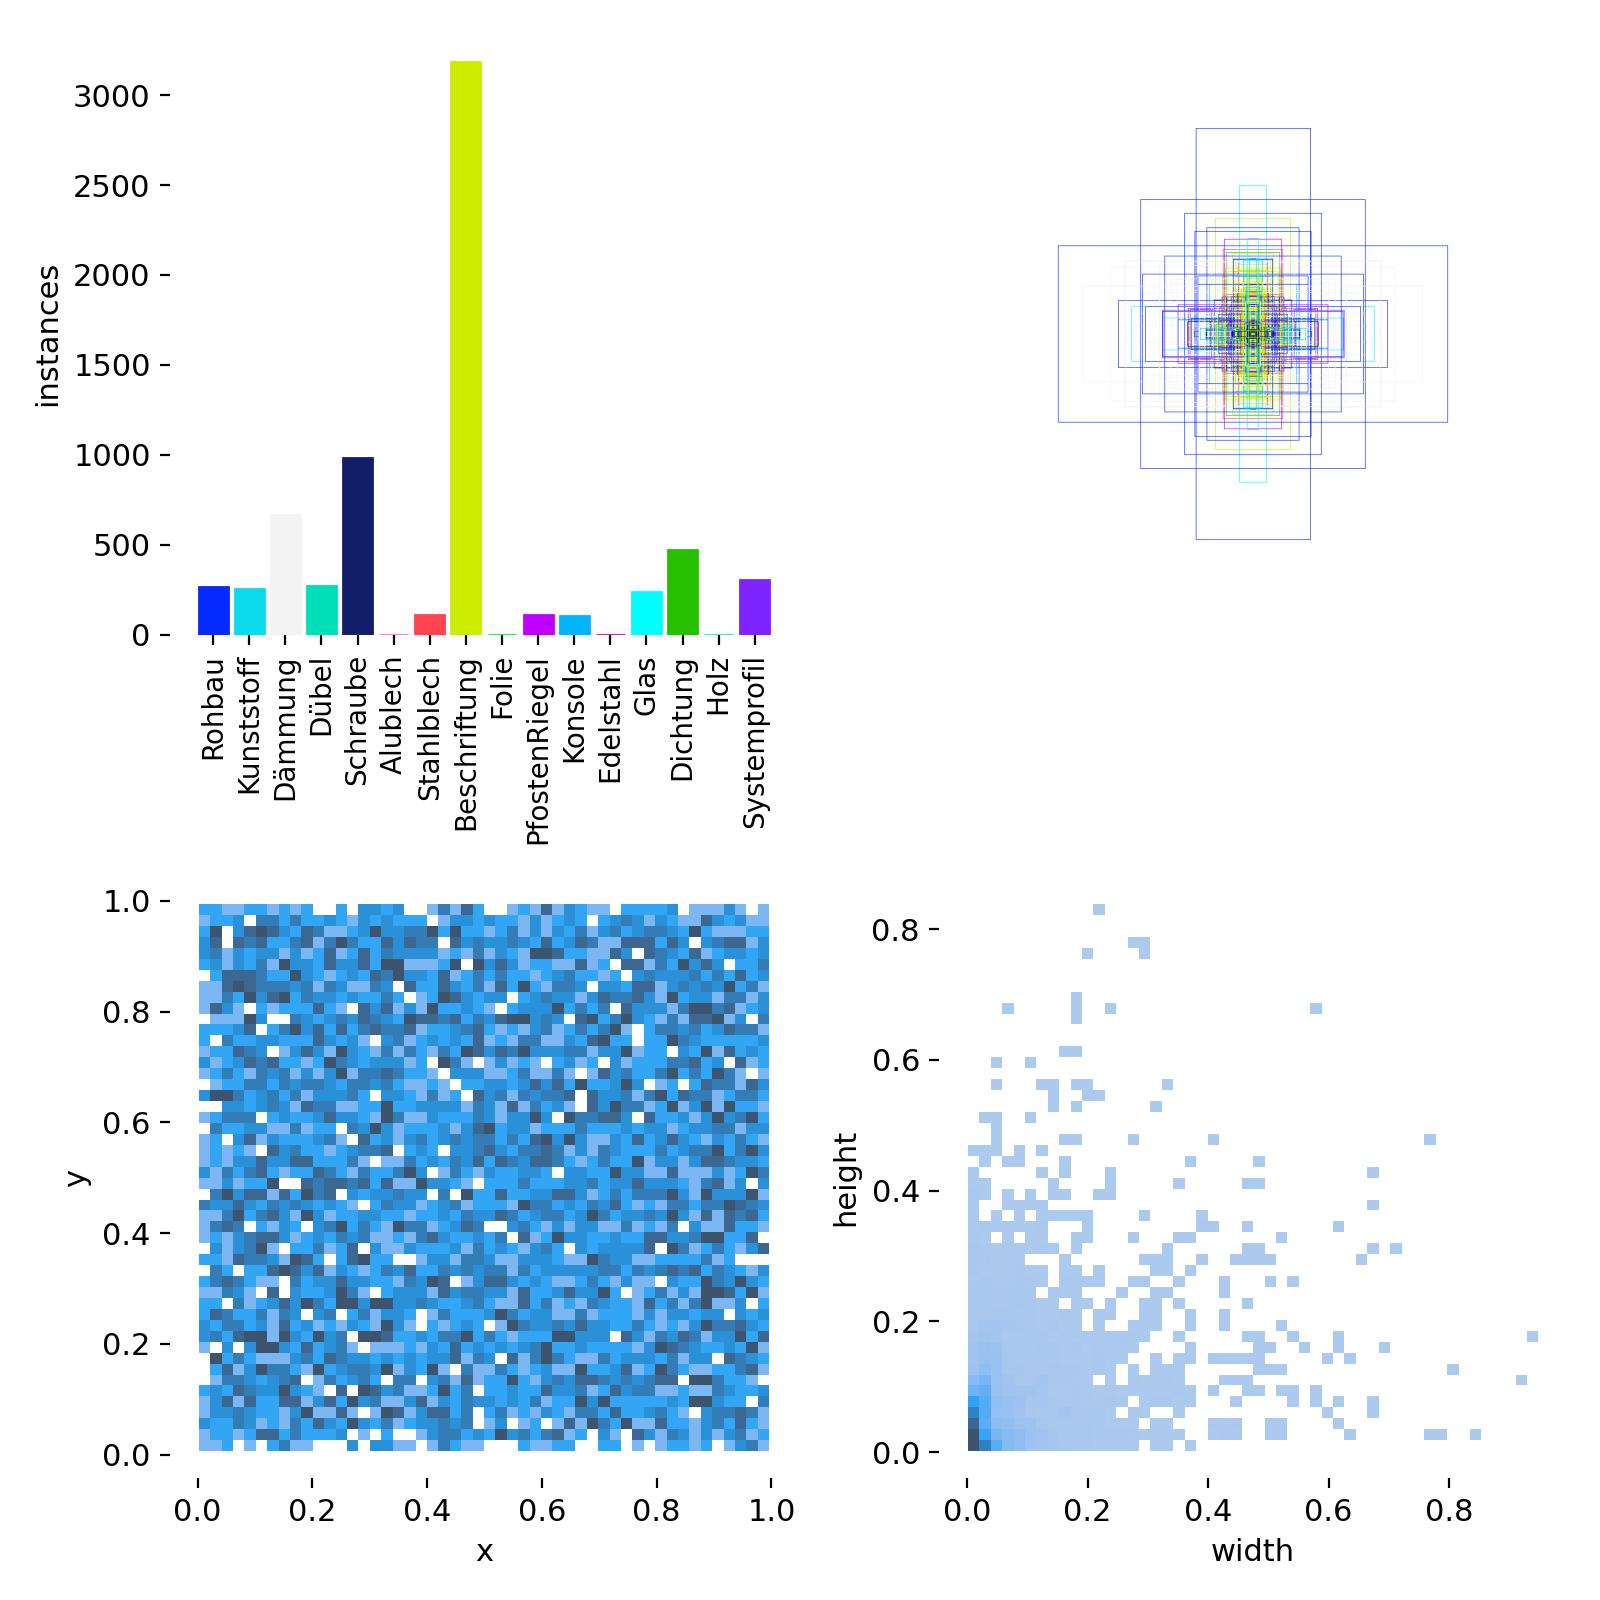 instances
3000
2500
2000
1500
1000
500
0
Rohbau
Kunststoff
Dämmung
Dübel
Schraube
Alublech
Stahlblech
Beschriftung
Folie
PfostenRiegel
Konsole
Edelstahl
Glas
Dichtung
Holz
Systemprofil
y
1.0
0.8
0.6
0.4
0.2
0.0
0.0 0.2 0.4 0.6 0.8 1.0
x
height
0.8
0.6
0.4
0.2
0.0
0.0 0.2 0.4 0.6 0.8
width